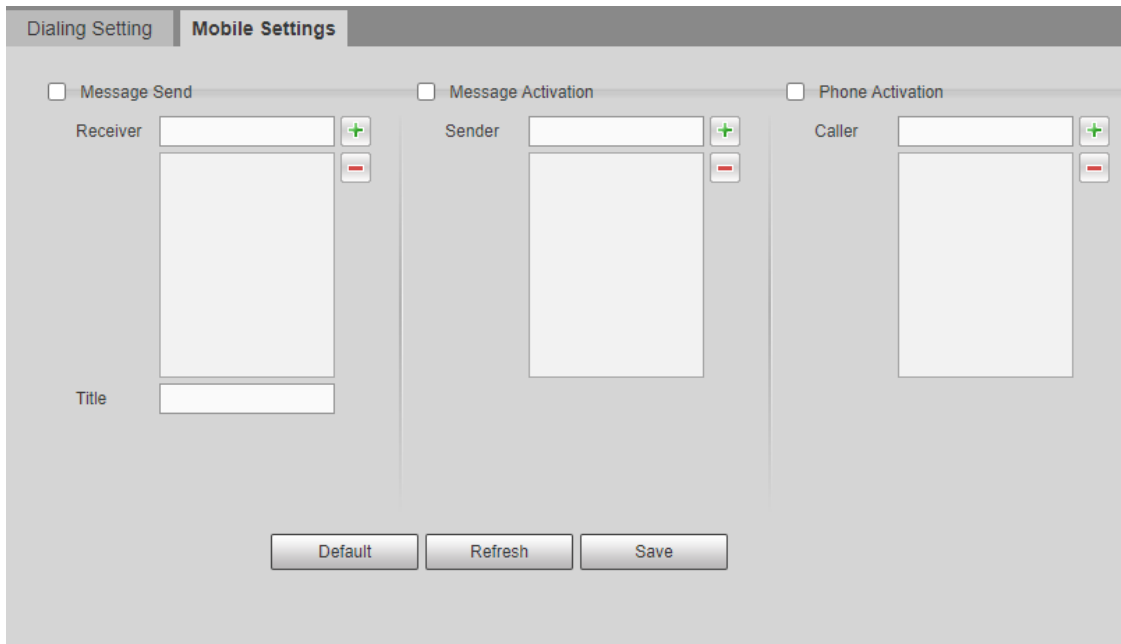 Dialing Setting Mobile Settings
Message Send Message Activation Phone Activation
Receiver Sender Caller
Title
Default Refresh Save